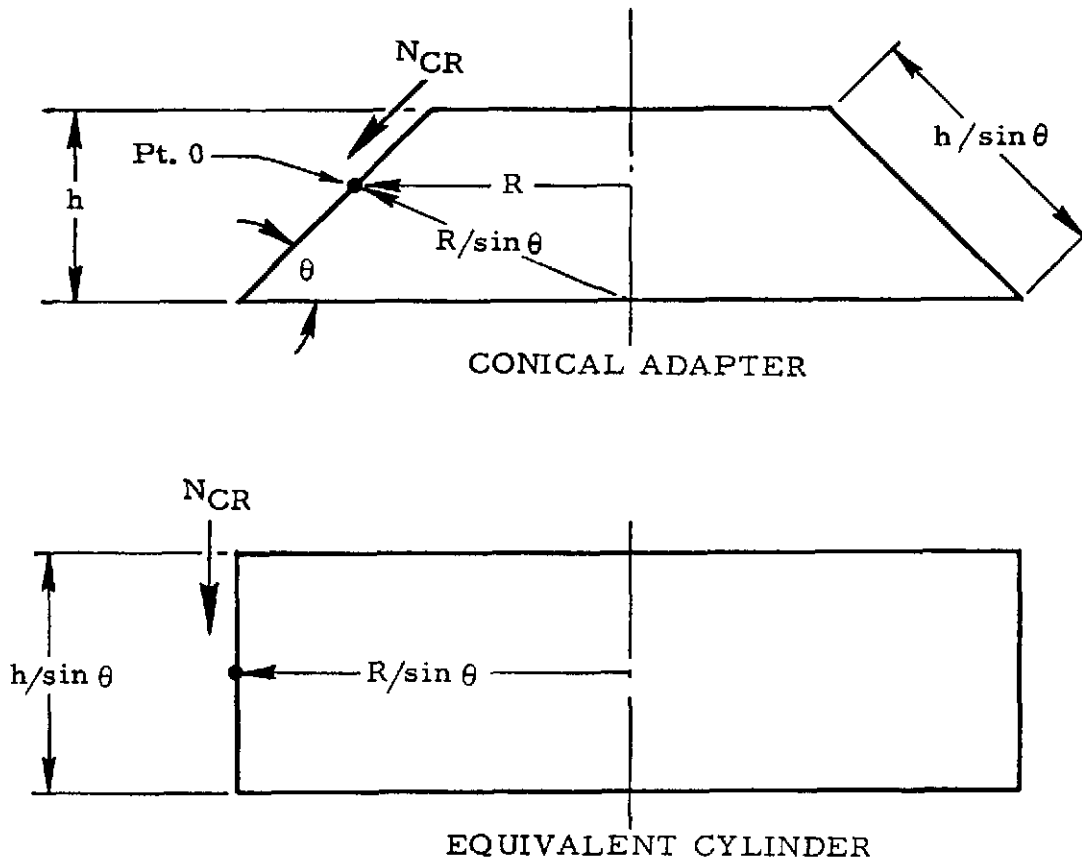 N_CR
Pt. 0
h
R
R/sin θ
θ
h/sin θ
CONICAL ADAPTER
N_CR
h/sin θ
R/sin θ
EQUIVALENT CYLINDER